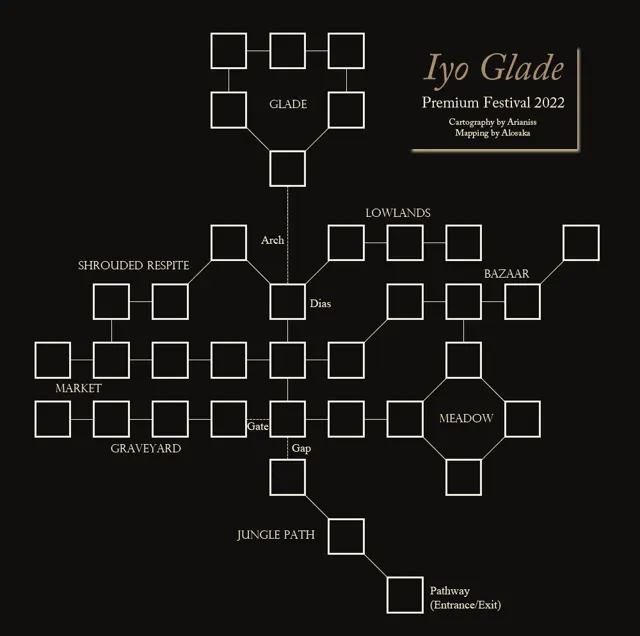 Iyo Glade
Premium Festival 2022
Cartography by Arianiss
Mapping by Alosaka
GLADE
LOWLANDS
Arch
SHROUDED RESPITE
BAZAAR
Dias
MARKET
MEADOW
Gate
GRAVEYARD
Gap
JUNGLE PATH
Pathway
(Entrance/Exit)